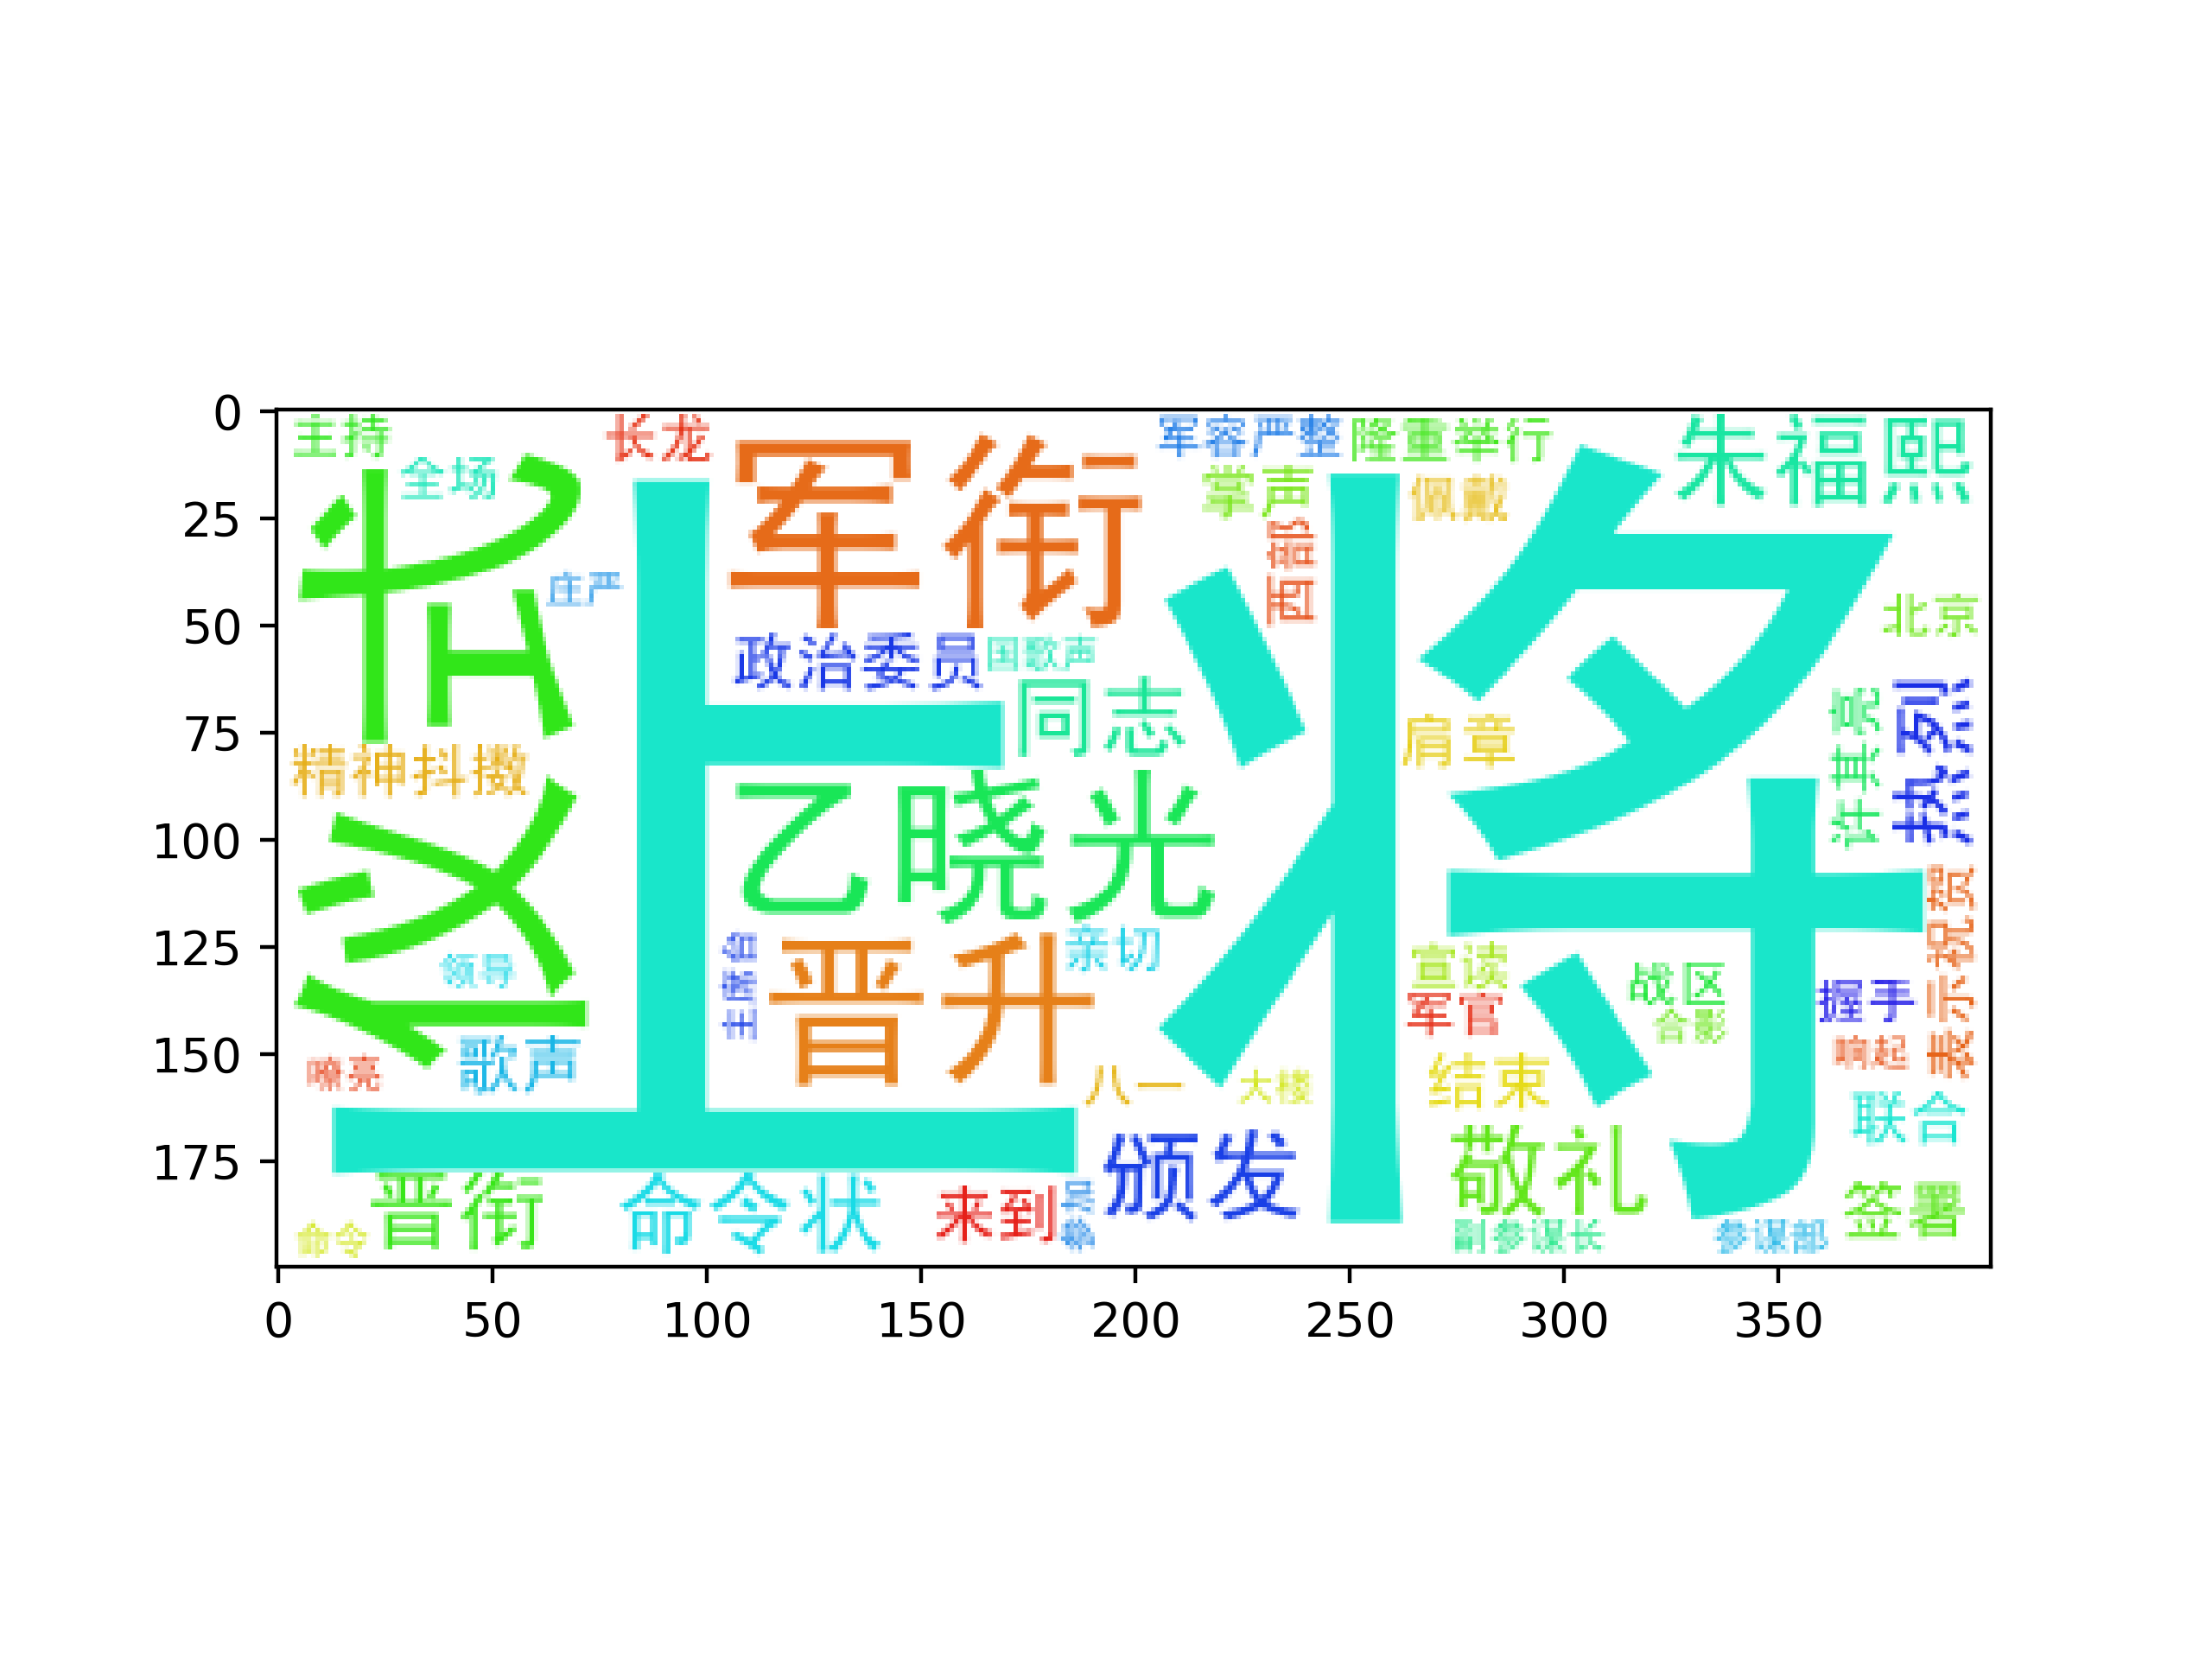 主持
全场
长龙
军衔
军容严整
隆重举行
朱福熙
掌声
佩戴
西部
仪式
庄严
北京
政治委员
国歌声
同志
肩章
许其亮
热烈
精神抖擞
乙晓光
表示祝贺
晋升
亲切
主席台
领导
宣读
战区
握手
军官
合影
响起
嘹亮
歌声
八一
大楼
结束
联合
上将
颁发
敬礼
晋衔
命令状
来到
签署
命令
副参谋长
参谋部
0
25
50
75
100
125
150
175
0 50 100 150 200 250 300 350